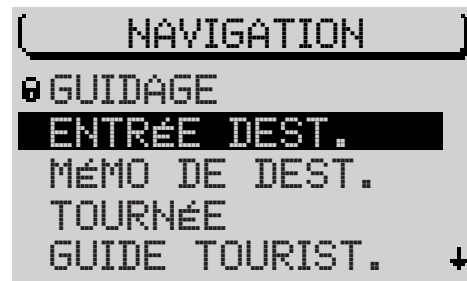 NAVIGATION
GUIDAGE
ENTRéE DEST.
MéMO DE DEST.
TOURNéE
GUIDE TOURIST.